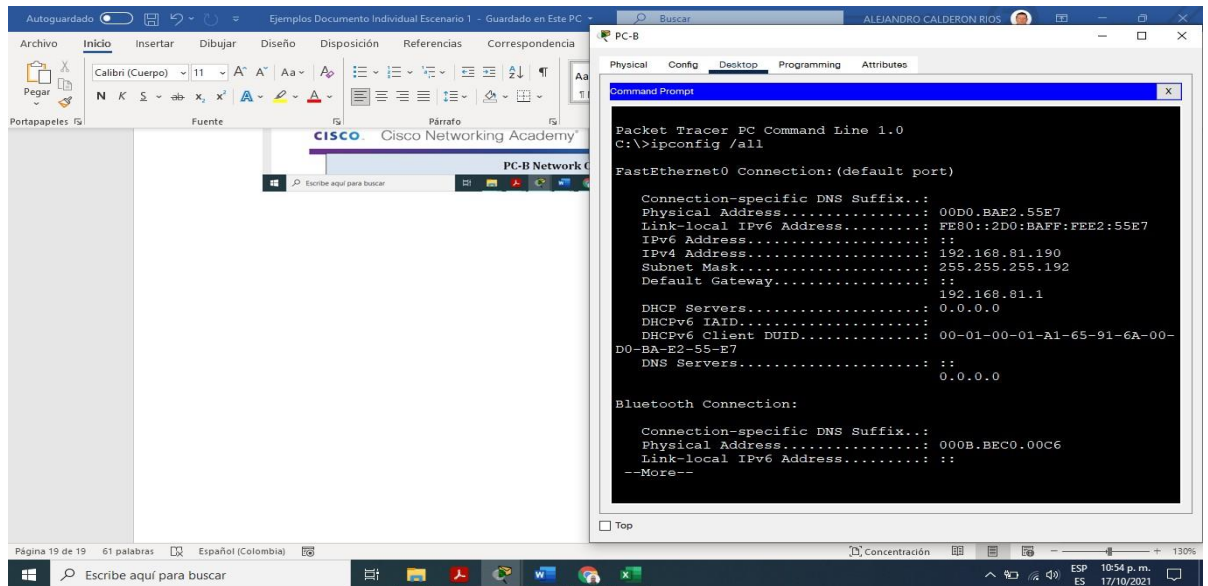 Autoguardado
Ejemplos Documento Individual Escenario 1 - Guardado en Este PC
Buscar
ALEJANDRO CALDERON RIOS
Archivo Inicio Insertar Dibujar Diseño Disposición Referencias Correspondencia
Pegar
Calibri (Cuerpo) 11
N K S
Portapapeles Fuente Párrafo
CISCO Cisco Networking Academy
PC-B Network
Escribe aquí para buscar
PC-B
Physical Config Desktop Programming Attributes
Command Prompt X
Packet Tracer PC Command Line 1.0
C:\>ipconfig /all
FastEthernet0 Connection:(default port)
Connection-specific DNS Suffix..:
Physical Address................: 00D0.BAE2.55E7
Link-local IPv6 Address.........: FE80::2D0:BAFF:FEE2:55E7
IPv6 Address....................: ::
IPv4 Address....................: 192.168.81.190
Subnet Mask.....................: 255.255.255.192
Default Gateway.................: ::
192.168.81.1
DHCP Servers....................: 0.0.0.0
DHCPv6 IAID.....................:
DHCPv6 Client DUID..............: 00-01-00-01-A1-65-91-6A-00-
D0-BA-E2-55-E7
DNS Servers.....................: ::
0.0.0.0
Bluetooth Connection:
Connection-specific DNS Suffix..:
Physical Address................: 000B.BEC0.00C6
Link-local IPv6 Address.........: ::
--More--
Top
Página 19 de 19 61 palabras Español (Colombia) Concentración 130%
Escribe aquí para buscar
ESP
ES
10:54 p. m.
17/10/2021